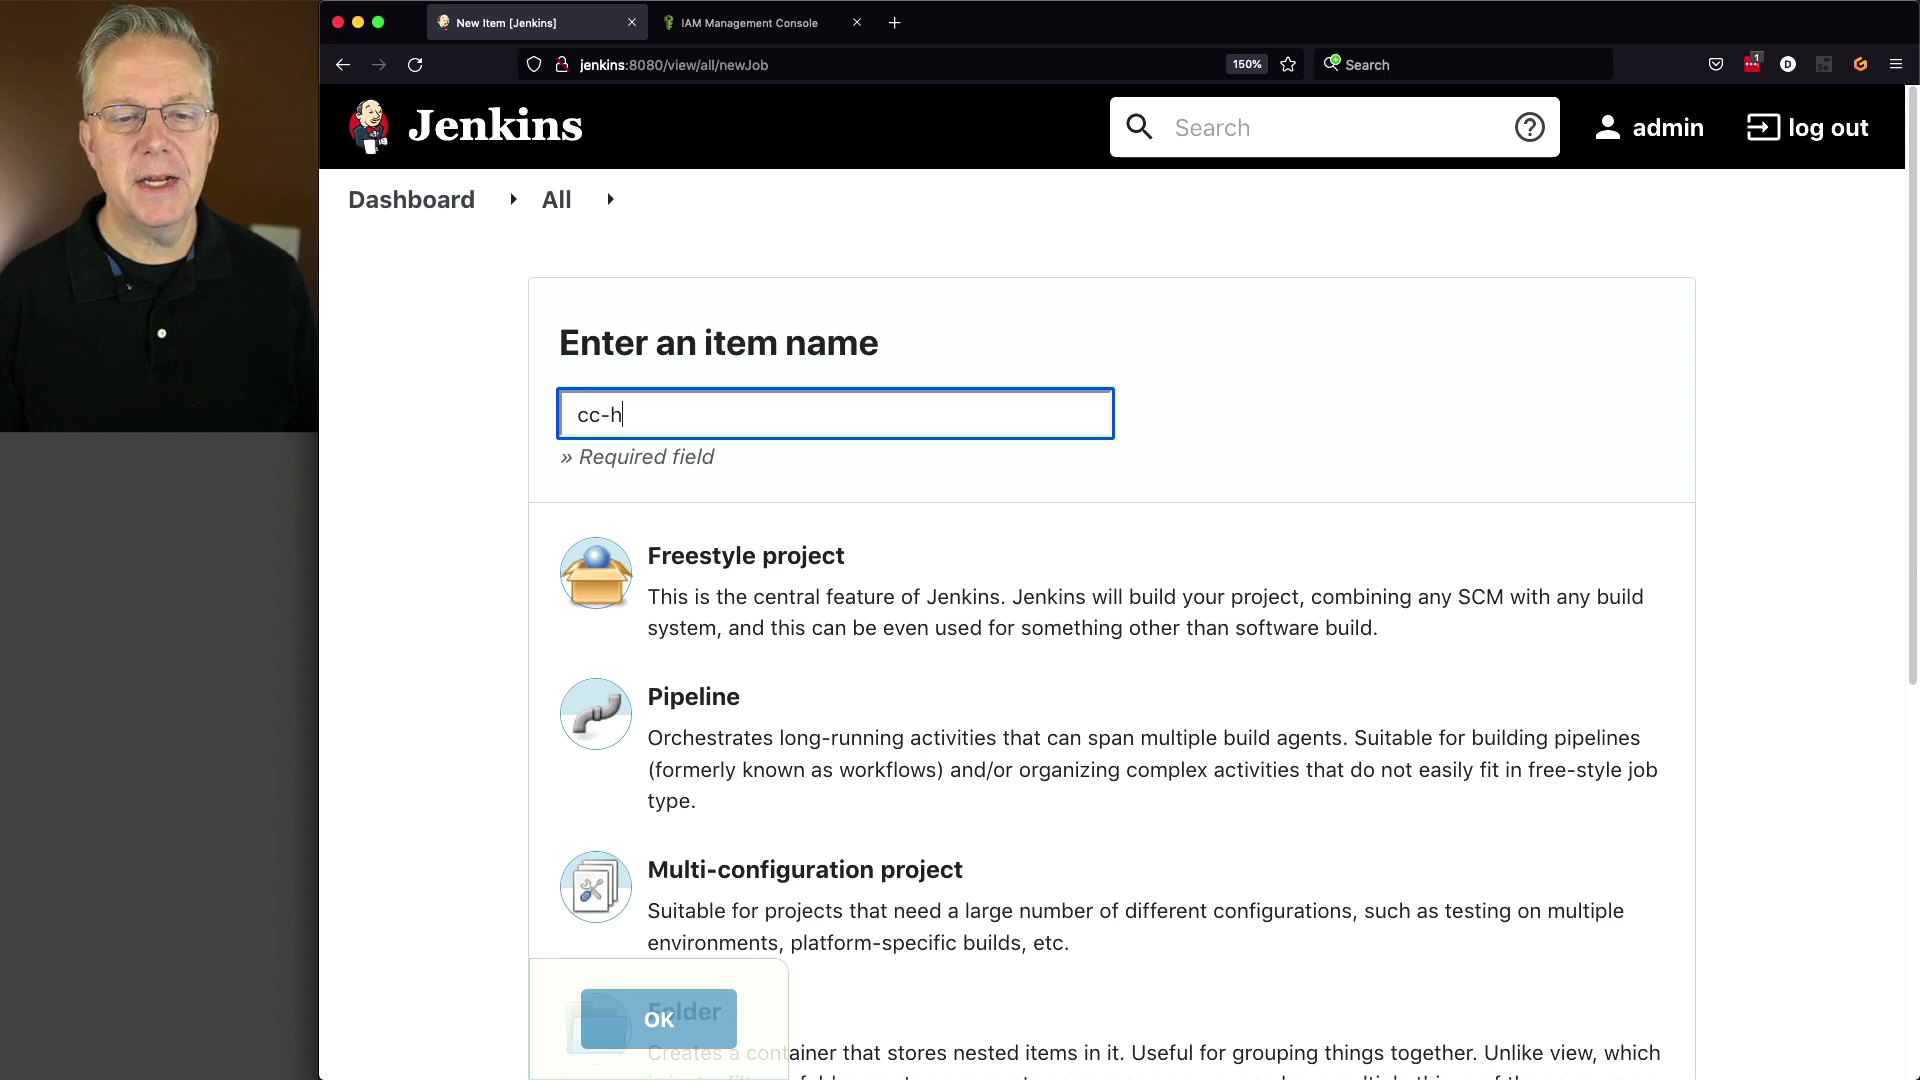 New Item [Jenkins]
IAM Management Console
jenkins:8080/view/all/newJob
150%
Search
1
Jenkins
Search
admin
log out
Dashboard
All
Enter an item name
cc-h
» Required field
Freestyle project
This is the central feature of Jenkins. Jenkins will build your project, combining any SCM with any build
system, and this can be even used for something other than software build.
Pipeline
Orchestrates long-running activities that can span multiple build agents. Suitable for building pipelines
(formerly known as workflows) and/or organizing complex activities that do not easily fit in free-style job
type.
Multi-configuration project
Suitable for projects that need a large number of different configurations, such as testing on multiple
environments, platform-specific builds, etc.
Folder
OK
Creates a container that stores nested items in it. Useful for grouping things together. Unlike view, which